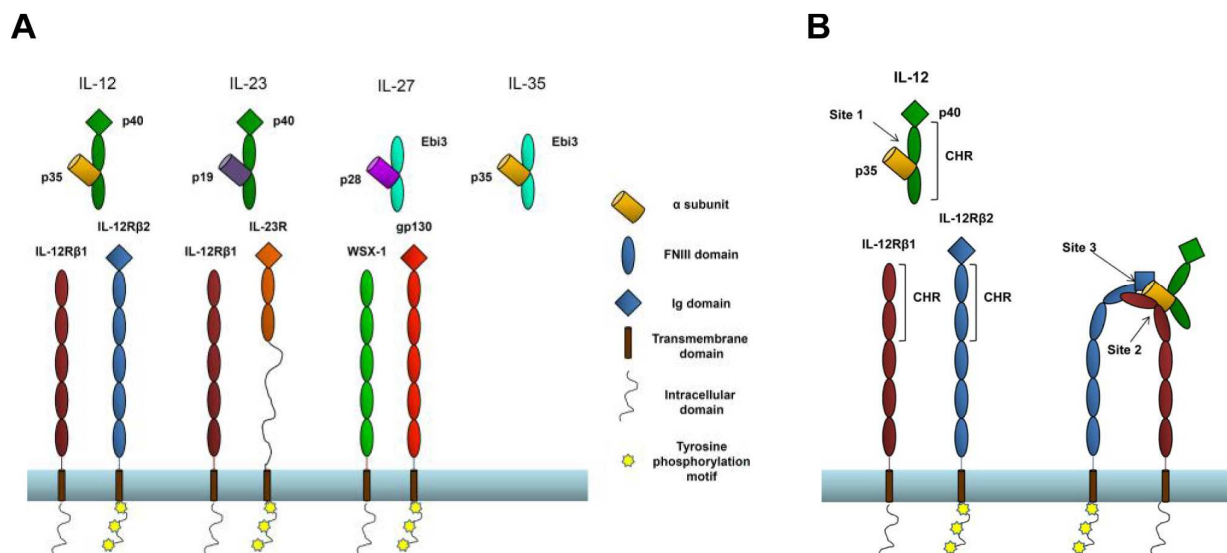 A
IL-12
IL-23
IL-27
IL-35
p40
p40
Ebi3
Ebi3
p35
p19
p28
p35
IL-12Rβ1
IL-12Rβ2
IL-12Rβ1
IL-23R
WSX-1
gp130
α subunit
FNIII domain
Ig domain
Transmembrane
domain
Intracellular
domain
Tyrosine
phosphorylation
motif
B
IL-12
Site 1
p40
CHR
p35
IL-12Rβ1
IL-12Rβ2
CHR
CHR
Site 3
Site 2